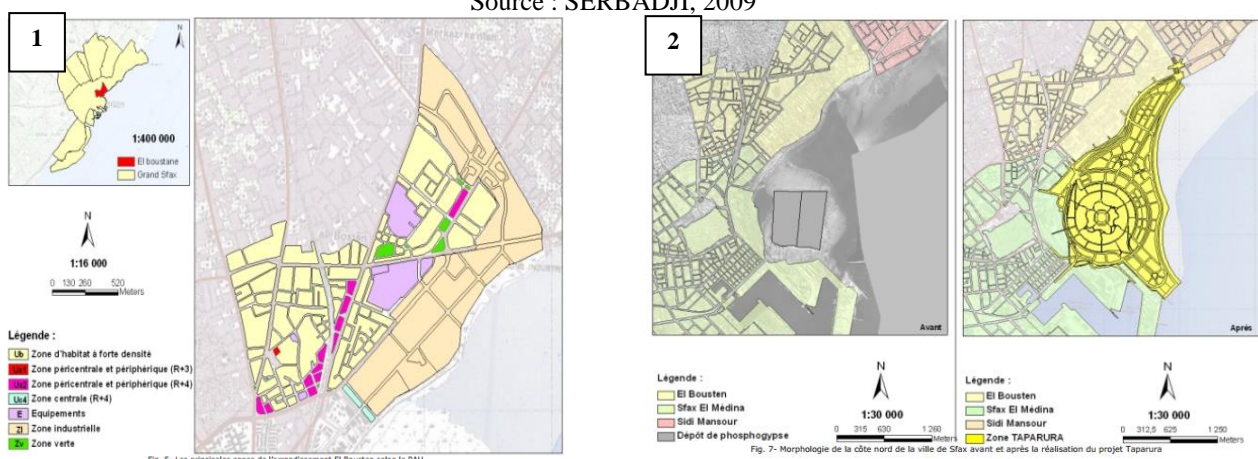 Source : SERBADJI, 2009
1
N
1:400 000
El boustane
Grand Sfax
N
1:16 000
0 130 260 520
Meters
Légende :
Ub Zone d'habitat à forte densité
Zone péricentrale et périphérique (R+3)
Zone péricentrale et périphérique (R+4)
Uc4 Zone centrale (R+4)
E Equipements
ZI Zone industrielle
Zv Zone verte
2
Avant
Légende :
El Bousten
Sfax El Médina
Sidi Mansour
Dépôt de phosphogypse
N
1:30 000
0 315 630 1 260
Meters
Après
Légende :
El Bousten
Sfax El Médina
Sidi Mansour
Zone TAPARURA
N
1:30 000
0 312,5 625 1 250
Meters
Fig. 7- Morphologie de la côte nord de la ville de Sfax avant et après la réalisation du projet Taparura